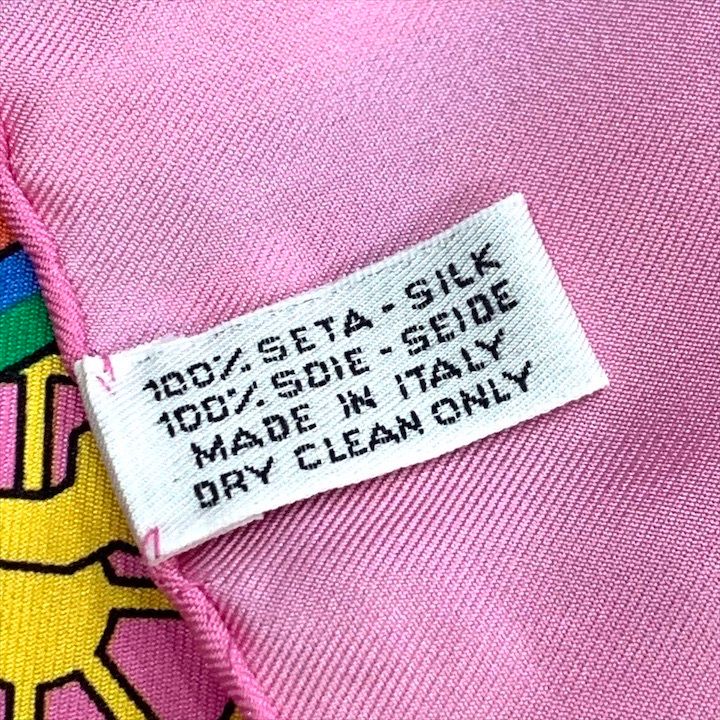 100% SETA - SILK
100% SOIE - SEIDE
MADE IN ITALY
DRY CLEAN ONLY